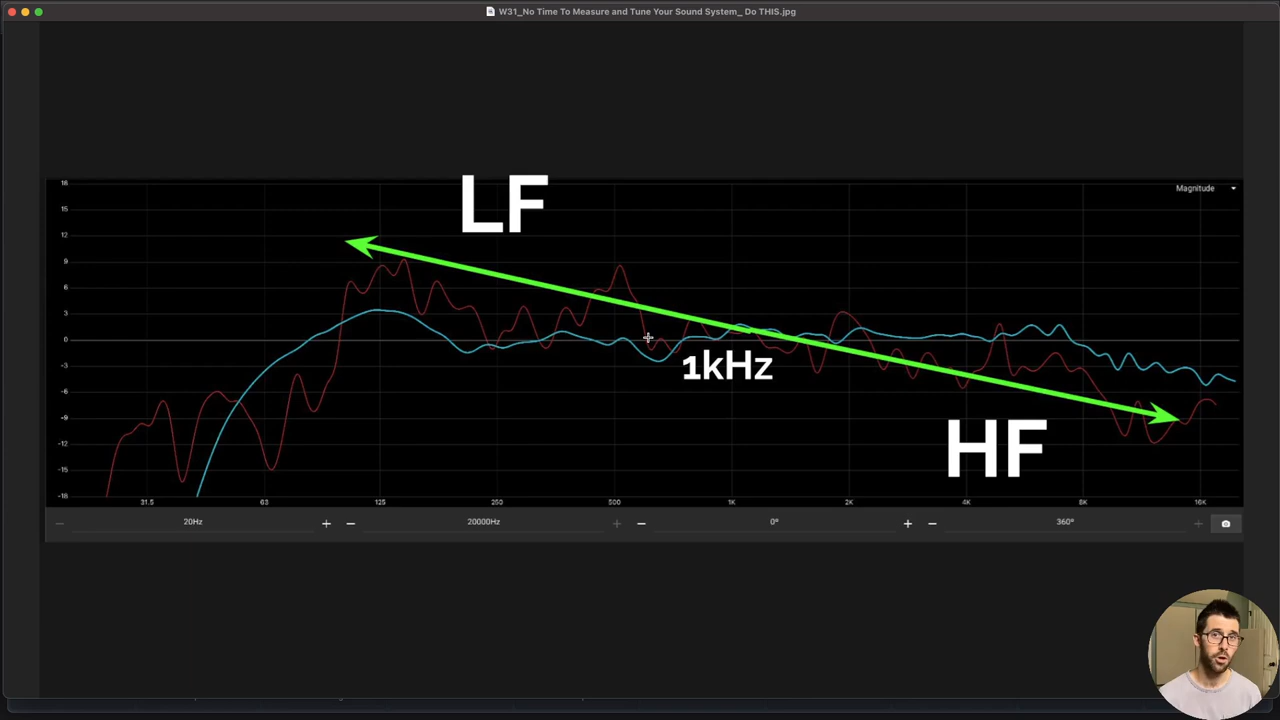 W31_No Time To Measure and Tune Your Sound System_ Do THIS.jpg
LF
18
Magnitude
15
12
9
6
3
0
1kHz
-3
-6
-9
HF
-12
-15
-18
31.5 63 125 250 500 1K 2K 4K 8K 16K
− 20Hz + − 20000Hz + − 0° + − 360° +